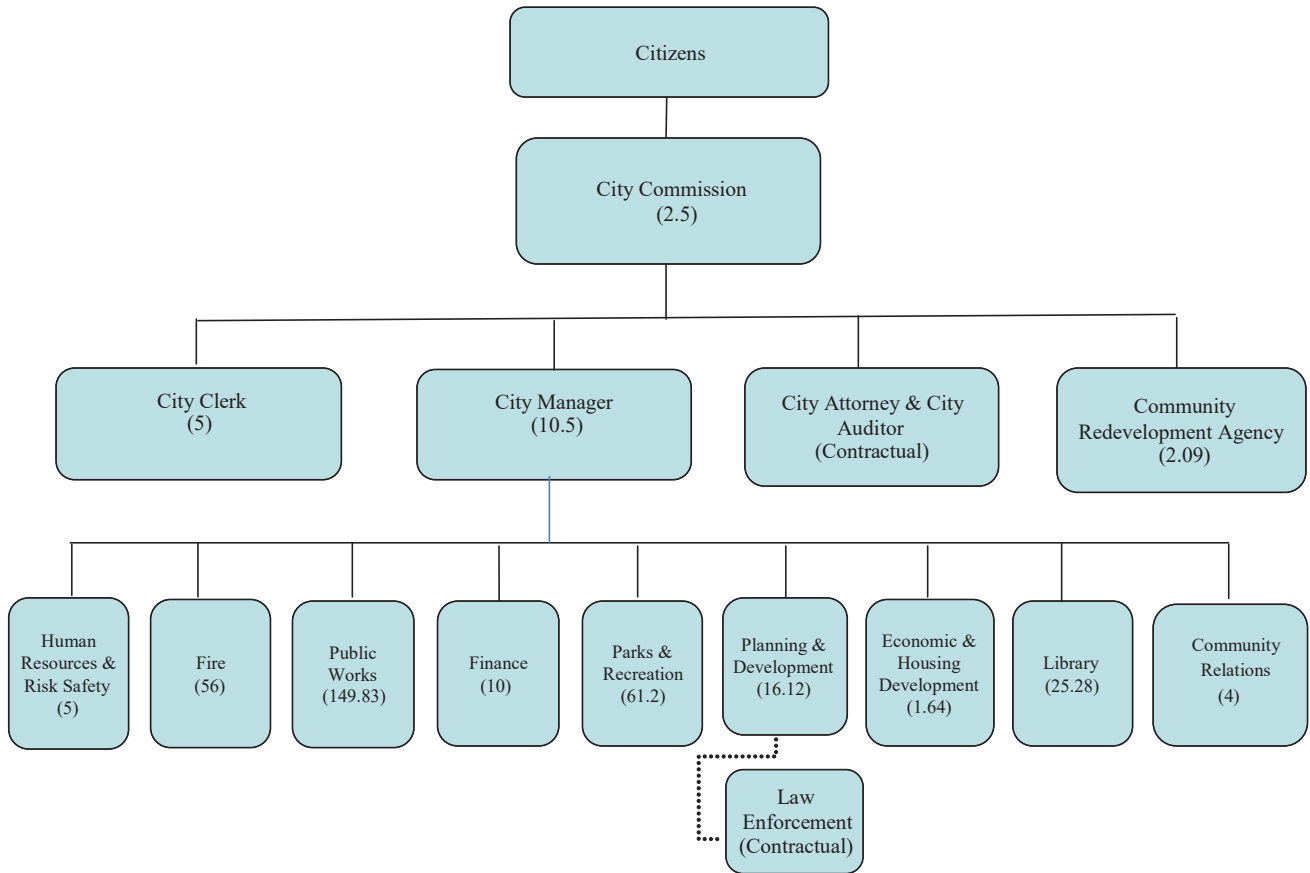 Citizens
City Commission
(2.5)
City Clerk
(5)
City Manager
(10.5)
City Attorney & City
Auditor
(Contractual)
Community
Redevelopment Agency
(2.09)
Human
Resources &
Risk Safety
(5)
Fire
(56)
Public
Works
(149.83)
Finance
(10)
Parks &
Recreation
(61.2)
Planning &
Development
(16.12)
Economic &
Housing
Development
(1.64)
Library
(25.28)
Community
Relations
(4)
Law
Enforcement
(Contractual)